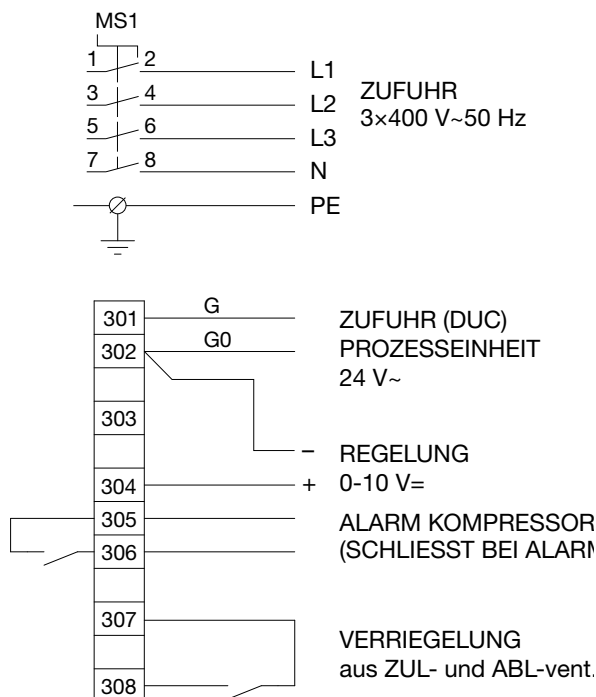 MS1
1 2 L1
3 4 L2
5 6 L3
7 8 N
PE
ZUFUHR
3×400 V~50 Hz
301 G
302 G0
ZUFUHR (DUC)
PROZESSEINHEIT
24 V~
303
– REGELUNG
304 + 0-10 V=
305 ALARM KOMPRESSOR
306 (SCHLIESST BEI ALARM
307
308
VERRIEGELUNG
aus ZUL- und ABL-vent.